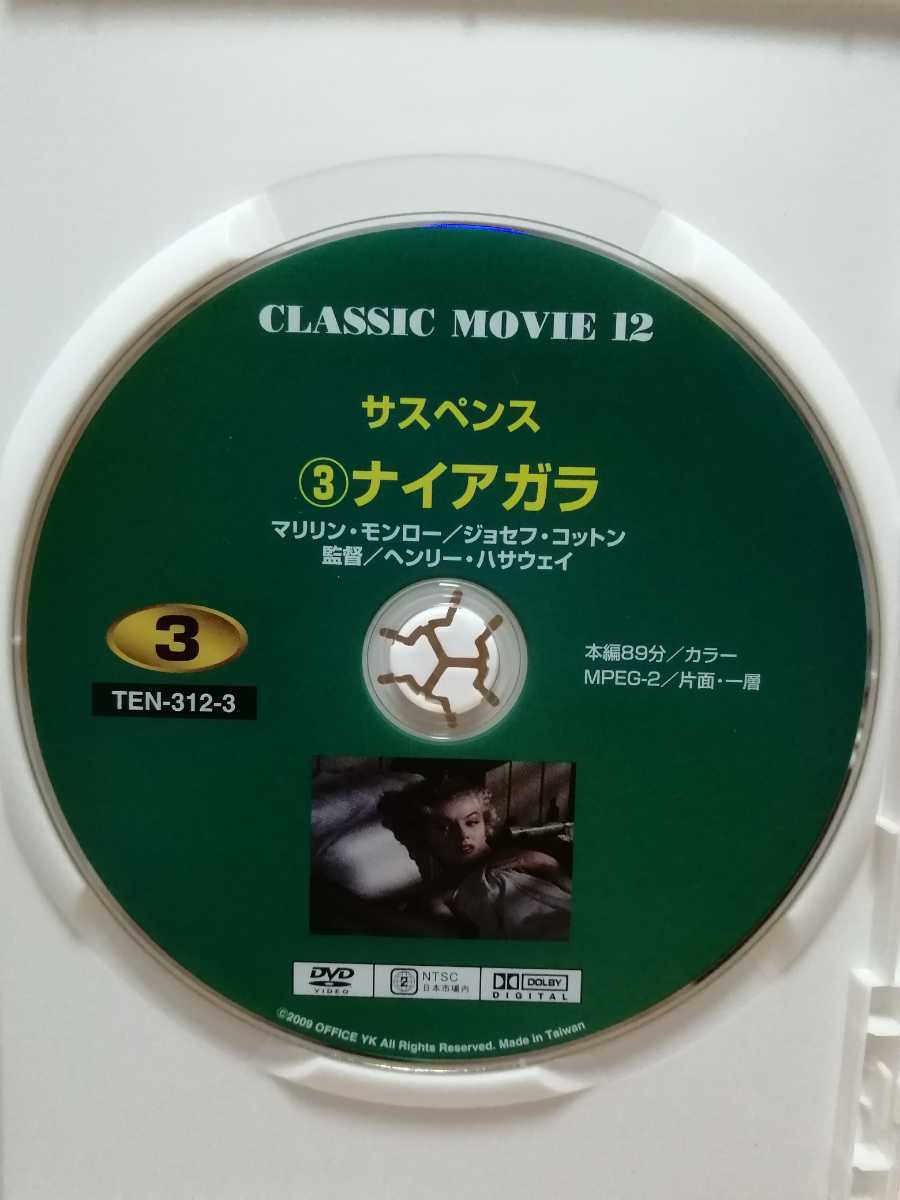 CLASSIC MOVIE 12
サスペンス
③ナイアガラ
マリリン・モンロー／ジョセフ・コットン
監督／ヘンリー・ハサウェイ
3
TEN-312-3
本編89分／カラー
MPEG-2／片面・一層
DVD
VIDEO
2
NTSC
日本市場内
DOLBY
DIGITAL
©2009 OFFICE YK All Rights Reserved. Made in Taiwan